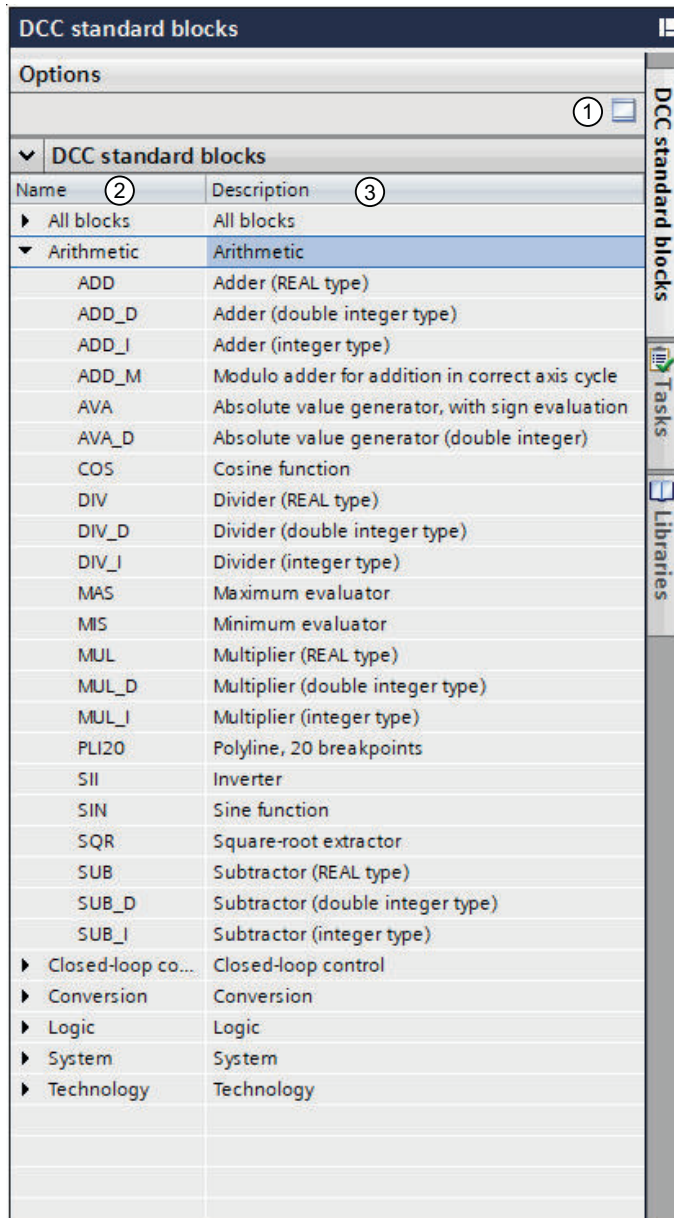 DCC standard blocks
Options
①
DCC standard blocks
Name ② Description ③
All blocks All blocks
Arithmetic Arithmetic
ADD Adder (REAL type)
ADD_D Adder (double integer type)
ADD_I Adder (integer type)
ADD_M Modulo adder for addition in correct axis cycle
AVA Absolute value generator, with sign evaluation
AVA_D Absolute value generator (double integer)
COS Cosine function
DIV Divider (REAL type)
DIV_D Divider (double integer type)
DIV_I Divider (integer type)
MAS Maximum evaluator
MIS Minimum evaluator
MUL Multiplier (REAL type)
MUL_D Multiplier (double integer type)
MUL_I Multiplier (integer type)
PLI20 Polyline, 20 breakpoints
SII Inverter
SIN Sine function
SQR Square-root extractor
SUB Subtractor (REAL type)
SUB_D Subtractor (double integer type)
SUB_I Subtractor (integer type)
Closed-loop co... Closed-loop control
Conversion Conversion
Logic Logic
System System
Technology Technology
DCC standard blocks
Tasks
Libraries